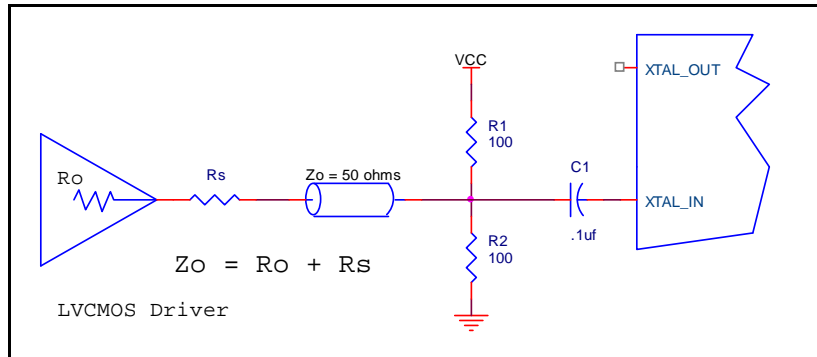 VCC
XTAL_OUT
R1
100
C1
Ro
Rs
Zo = 50 ohms
XTAL_IN
.1uf
R2
100
Zo = Ro + Rs
LVCMOS Driver